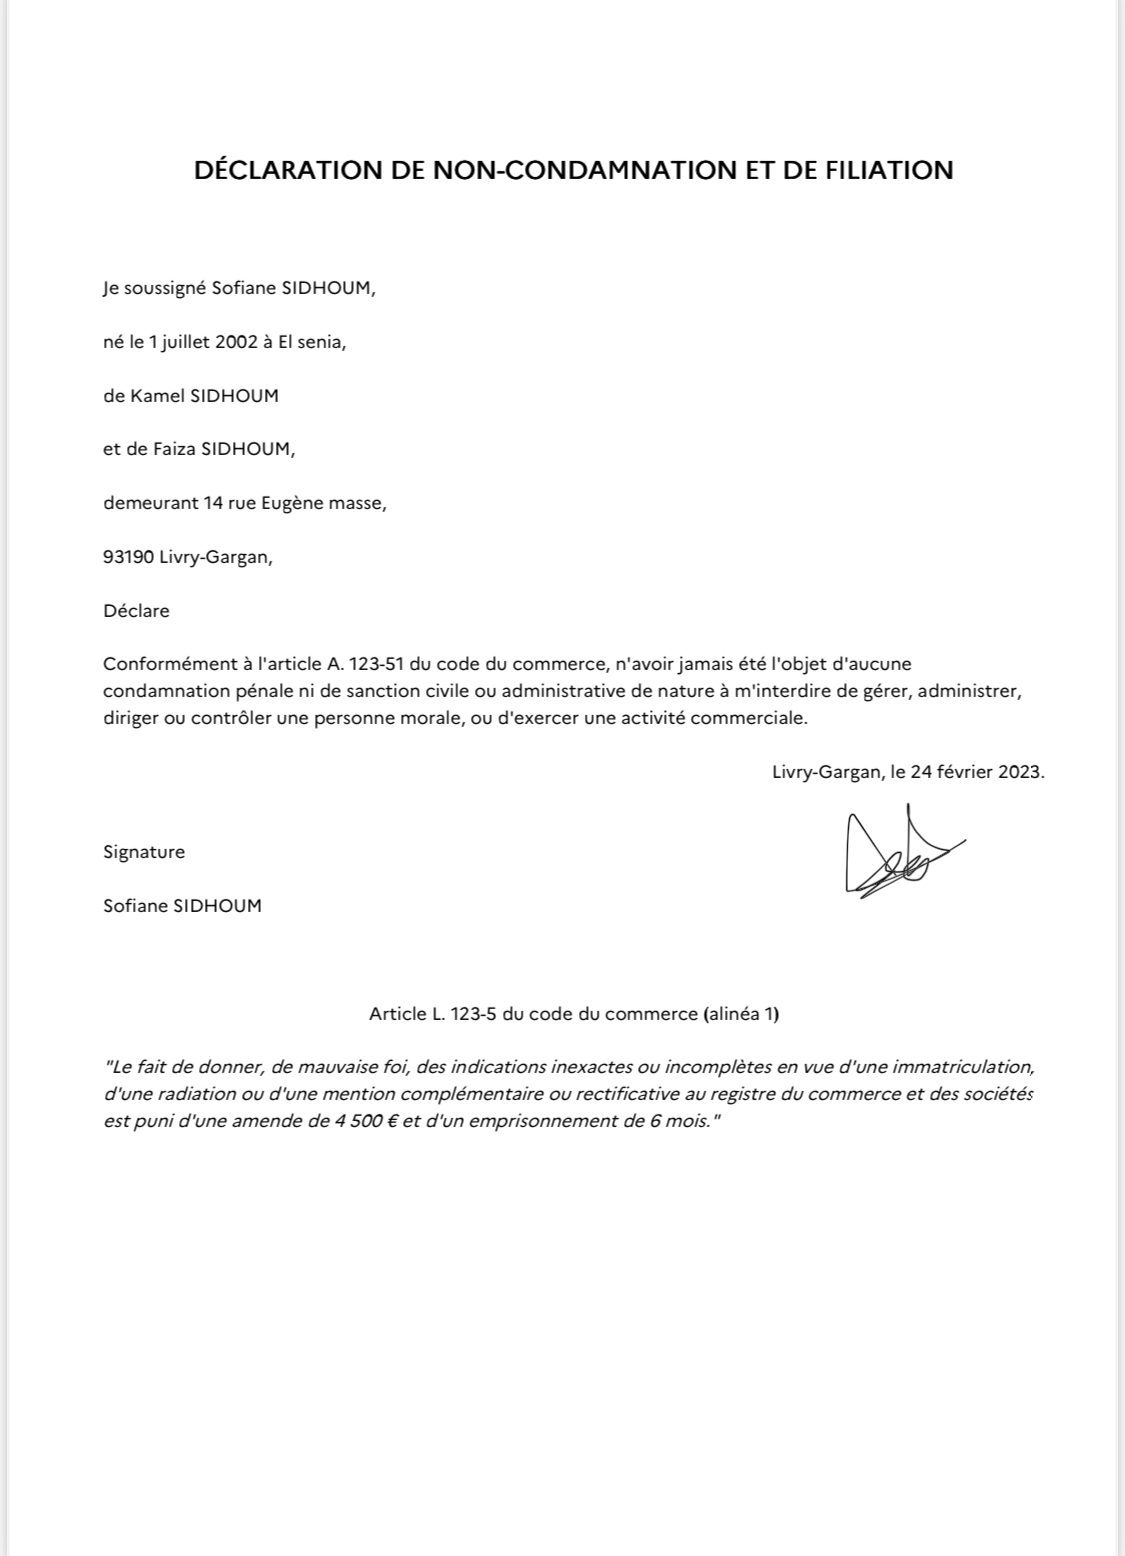 DÉCLARATION DE NON-CONDAMNATION ET DE FILIATION
Je soussigné Sofiane SIDHOUM,
né le 1 juillet 2002 à El senia,
de Kamel SIDHOUM
et de Faiza SIDHOUM,
demeurant 14 rue Eugène masse,
93190 Livry-Gargan,
Déclare
Conformément à l'article A. 123-51 du code du commerce, n'avoir jamais été l'objet d'aucune
condamnation pénale ni de sanction civile ou administrative de nature à m'interdire de gérer, administrer,
diriger ou contrôler une personne morale, ou d'exercer une activité commerciale.
Livry-Gargan, le 24 février 2023.
Signature
Sofiane SIDHOUM
Article L. 123-5 du code du commerce (alinéa 1)
"Le fait de donner, de mauvaise foi, des indications inexactes ou incomplètes en vue d'une immatriculation,
d'une radiation ou d'une mention complémentaire ou rectificative au registre du commerce et des sociétés
est puni d'une amende de 4 500 € et d'un emprisonnement de 6 mois."